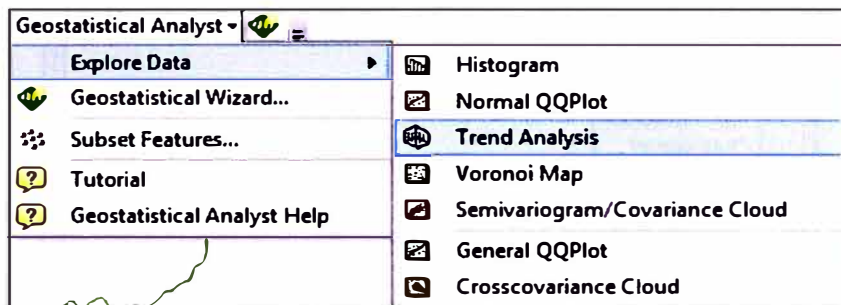 Geostatistical Analyst
Explore Data
Geostatistical Wizard...
Subset Features...
Tutorial
Geostatistical Analyst Help
Histogram
Normal QQPlot
Trend Analysis
Voronoi Map
Semivariogram/Covariance Cloud
General QQPlot
Crosscovariance Cloud